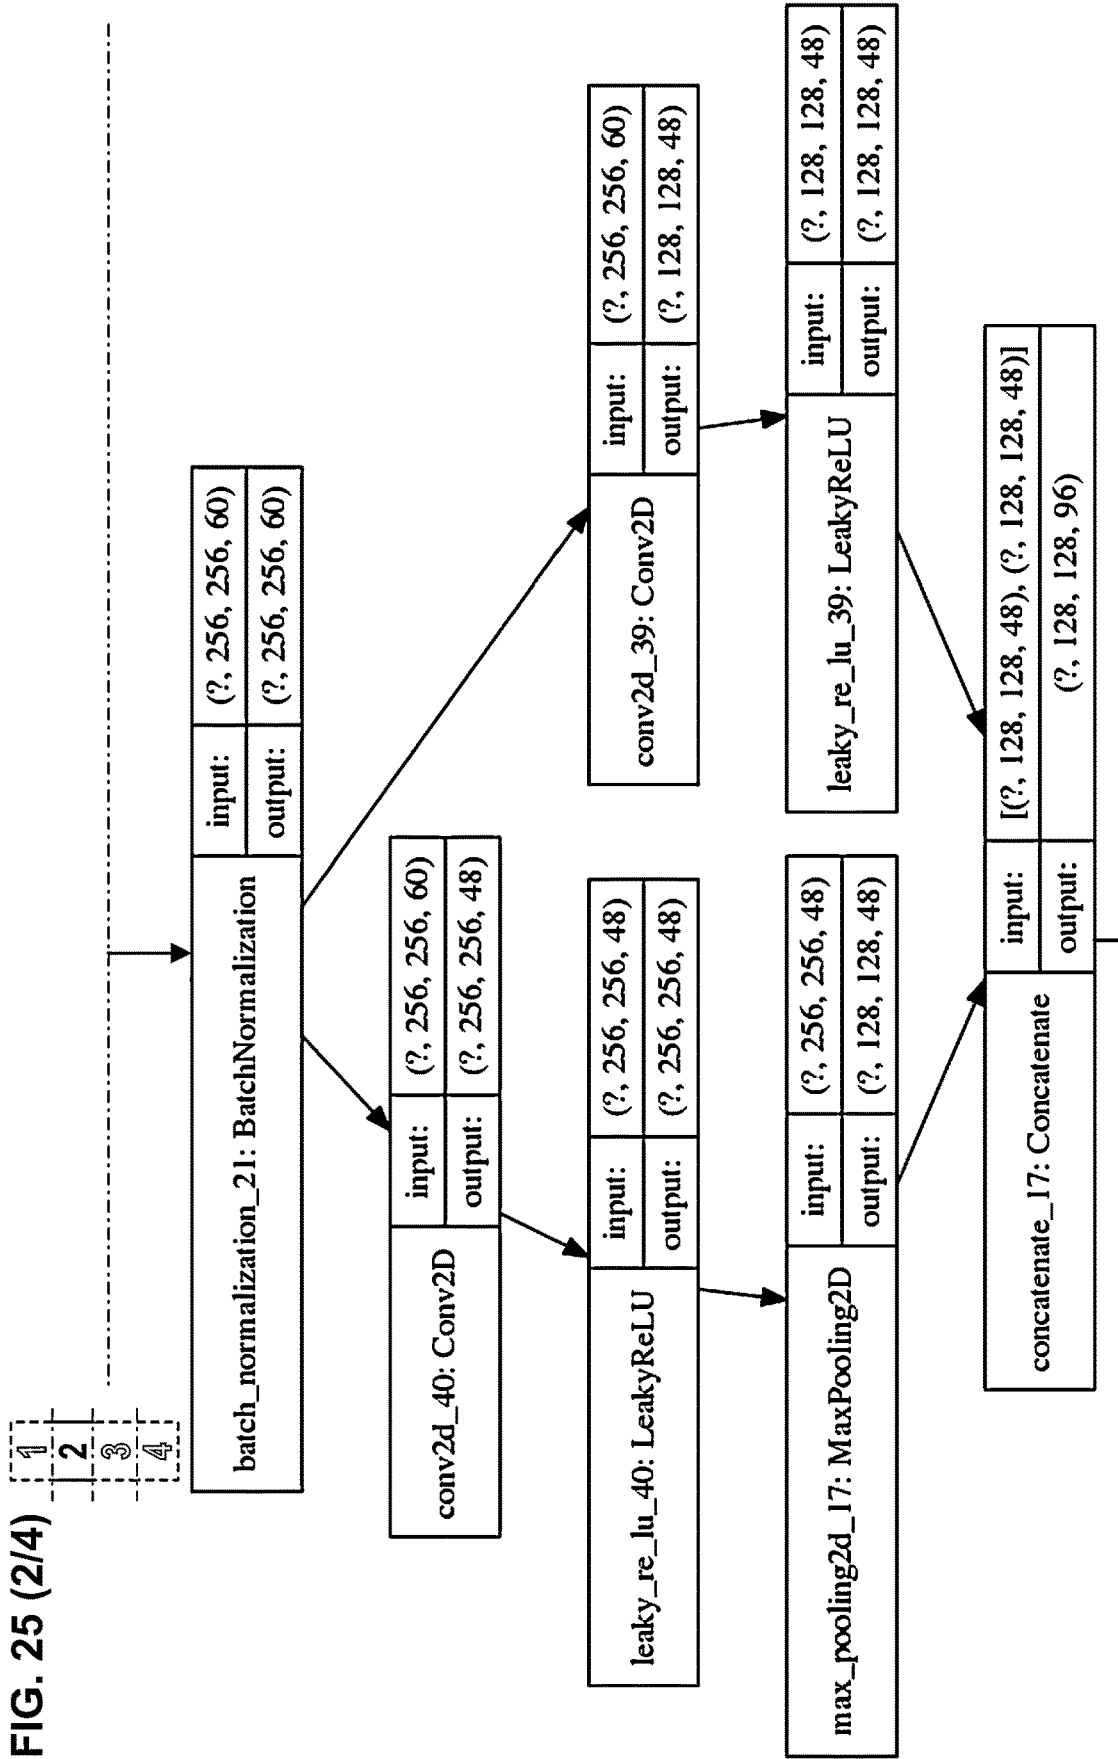 FIG. 25 (2/4)
1
2
3
4
batch_normalization_21: BatchNormalization
input:
(?, 256, 256, 60)
output:
(?, 256, 256, 60)
conv2d_40: Conv2D
input:
(?, 256, 256, 60)
output:
(?, 256, 256, 48)
leaky_re_lu_40: LeakyReLU
input:
(?, 256, 256, 48)
output:
(?, 256, 256, 48)
conv2d_39: Conv2D
input:
(?, 256, 256, 60)
output:
(?, 128, 128, 48)
max_pooling2d_17: MaxPooling2D
input:
(?, 256, 256, 48)
output:
(?, 128, 128, 48)
leaky_re_lu_39: LeakyReLU
input:
(?, 128, 128, 48)
output:
(?, 128, 128, 48)
concatenate_17: Concatenate
input:
[(?, 128, 128, 48), (?, 128, 128, 48)]
output:
(?, 128, 128, 96)